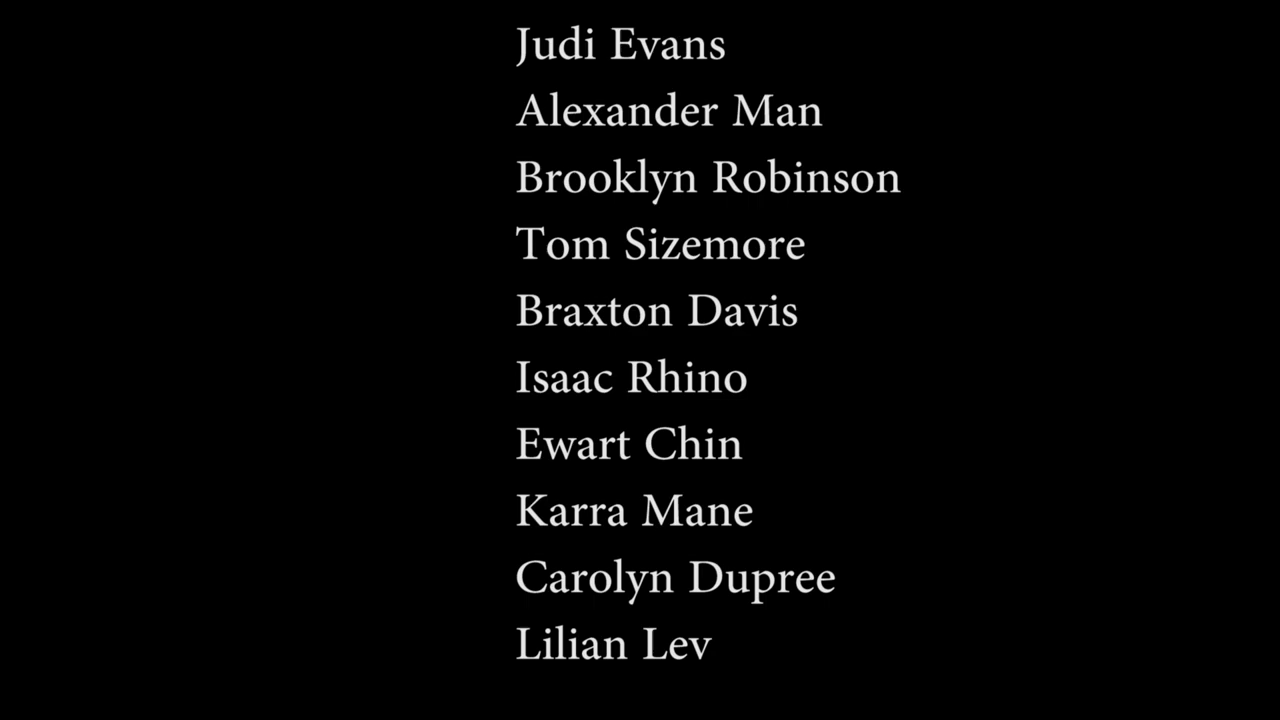 Judi Evans
Alexander Man
Brooklyn Robinson
Tom Sizemore
Braxton Davis
Isaac Rhino
Ewart Chin
Karra Mane
Carolyn Dupree
Lilian Lev